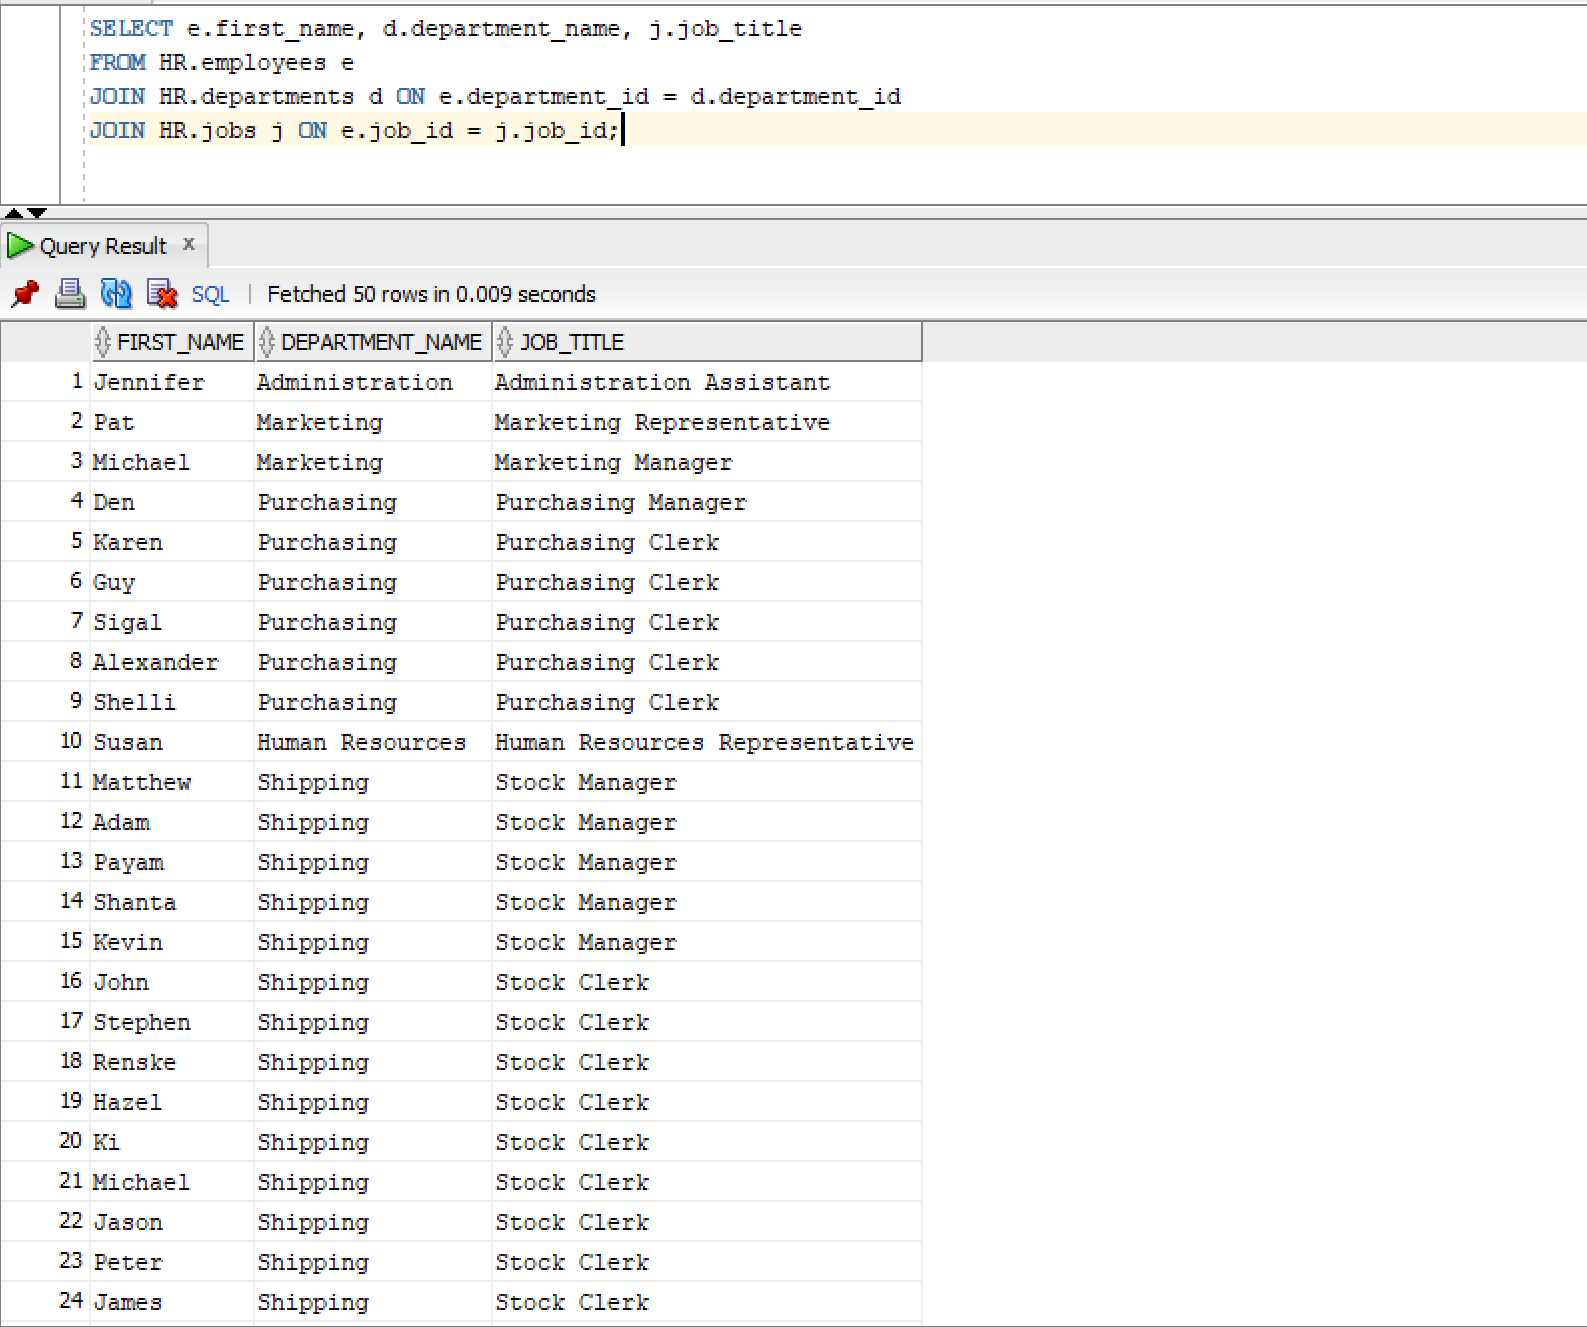 SELECT e.first_name, d.department_name, j.job_title
FROM HR.employees e
JOIN HR.departments d ON e.department_id = d.department_id
JOIN HR.jobs j ON e.job_id = j.job_id;
Query Result x
SQL | Fetched 50 rows in 0.009 seconds
FIRST_NAME DEPARTMENT_NAME JOB_TITLE
1 Jennifer Administration Administration Assistant
2 Pat Marketing Marketing Representative
3 Michael Marketing Marketing Manager
4 Den Purchasing Purchasing Manager
5 Karen Purchasing Purchasing Clerk
6 Guy Purchasing Purchasing Clerk
7 Sigal Purchasing Purchasing Clerk
8 Alexander Purchasing Purchasing Clerk
9 Shelli Purchasing Purchasing Clerk
10 Susan Human Resources Human Resources Representative
11 Matthew Shipping Stock Manager
12 Adam Shipping Stock Manager
13 Payam Shipping Stock Manager
14 Shanta Shipping Stock Manager
15 Kevin Shipping Stock Manager
16 John Shipping Stock Clerk
17 Stephen Shipping Stock Clerk
18 Renske Shipping Stock Clerk
19 Hazel Shipping Stock Clerk
20 Ki Shipping Stock Clerk
21 Michael Shipping Stock Clerk
22 Jason Shipping Stock Clerk
23 Peter Shipping Stock Clerk
24 James Shipping Stock Clerk